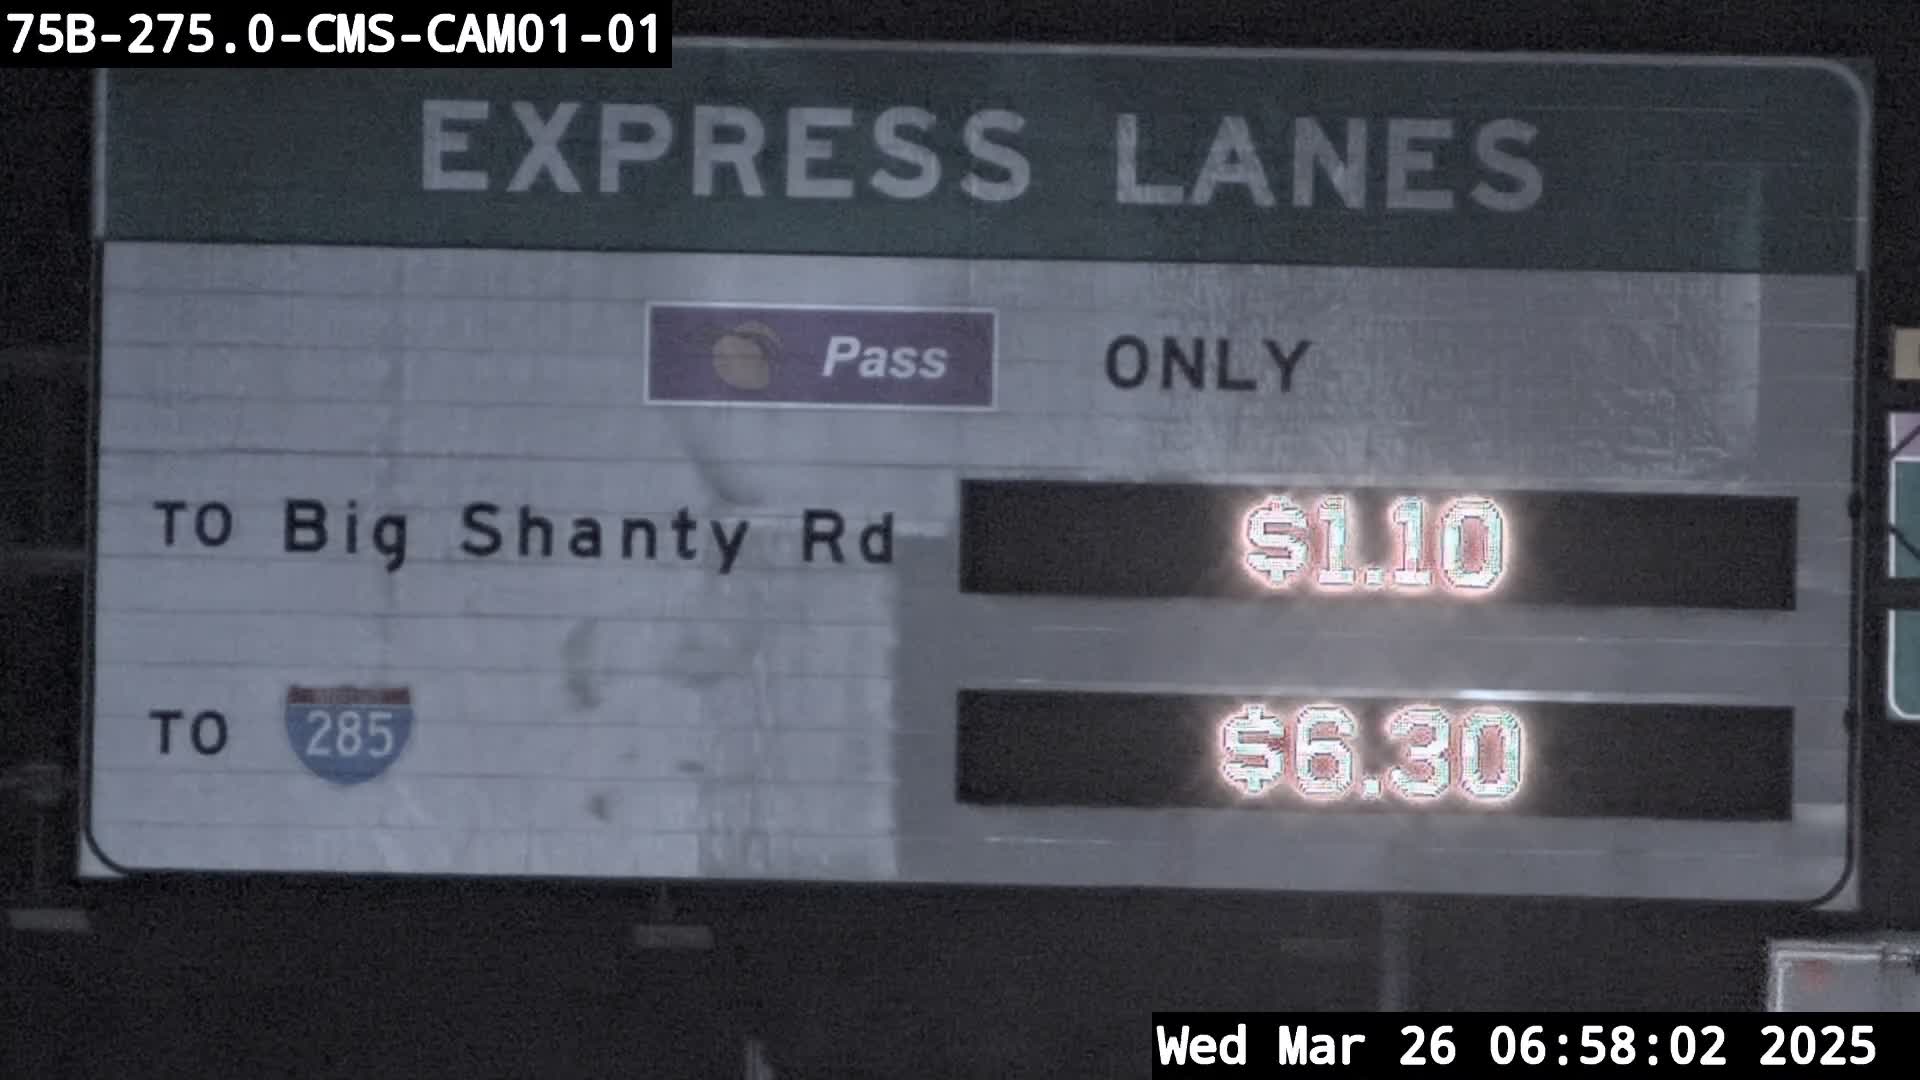 75B-275.0-CMS-CAM01-01
EXPRESS LANES
Pass ONLY
TO Big Shanty Rd $1.10
TO 285 $6.30
Wed Mar 26 06:58:02 2025